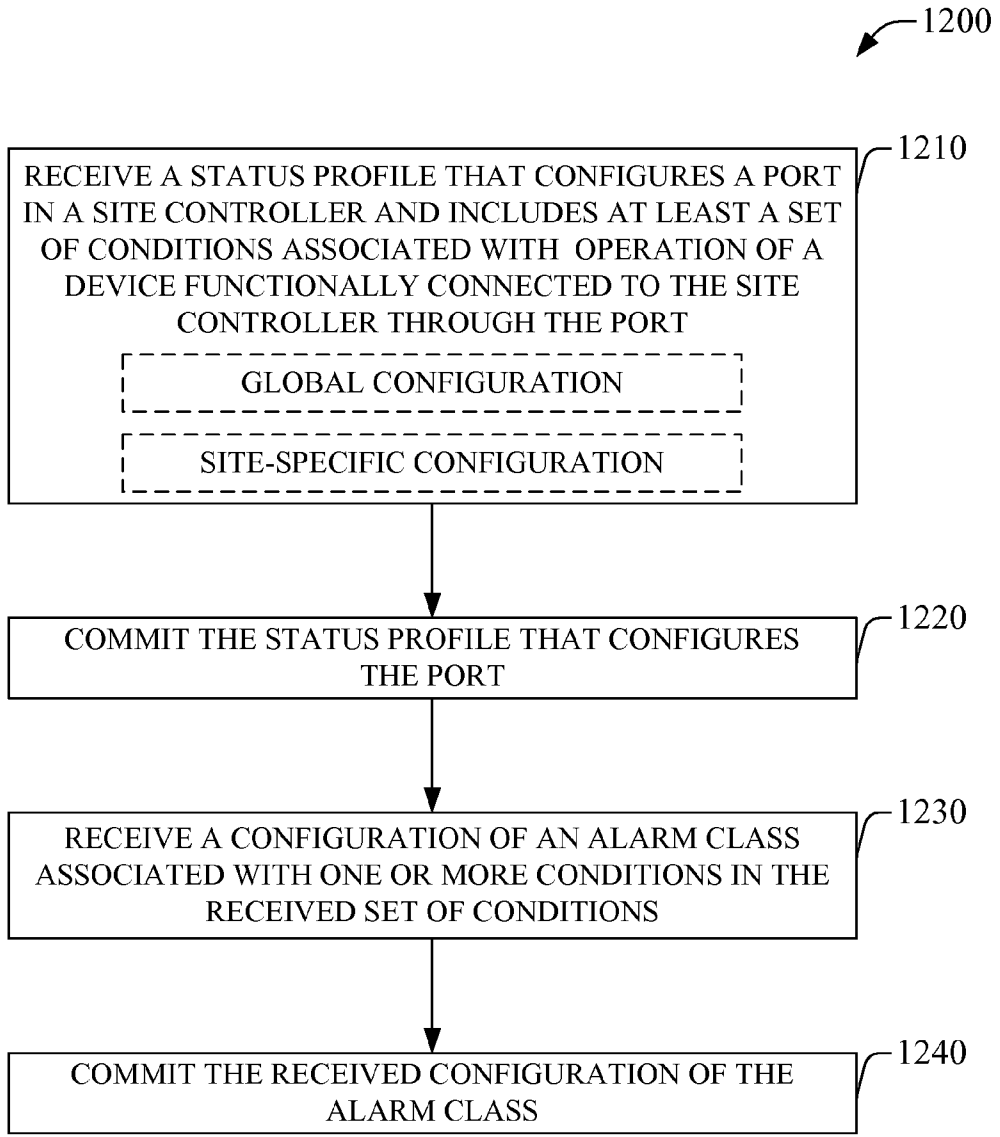 1200
1210
RECEIVE A STATUS PROFILE THAT CONFIGURES A PORT
IN A SITE CONTROLLER AND INCLUDES AT LEAST A SET
OF CONDITIONS ASSOCIATED WITH OPERATION OF A
DEVICE FUNCTIONALLY CONNECTED TO THE SITE
CONTROLLER THROUGH THE PORT
GLOBAL CONFIGURATION
SITE-SPECIFIC CONFIGURATION
1220
COMMIT THE STATUS PROFILE THAT CONFIGURES
THE PORT
1230
RECEIVE A CONFIGURATION OF AN ALARM CLASS
ASSOCIATED WITH ONE OR MORE CONDITIONS IN THE
RECEIVED SET OF CONDITIONS
1240
COMMIT THE RECEIVED CONFIGURATION OF THE
ALARM CLASS